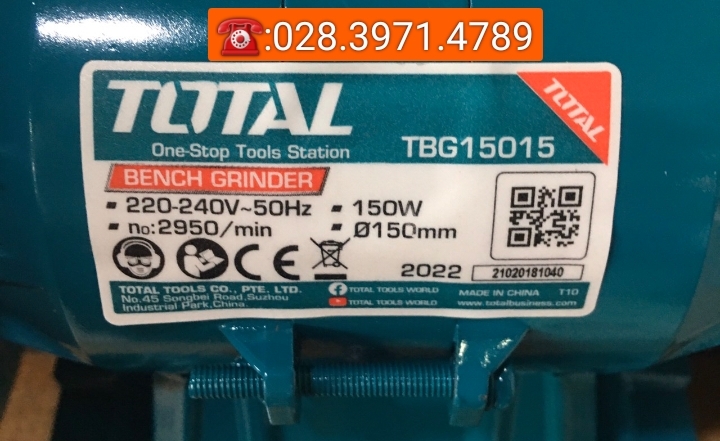 ☎:028.3971.4789
TOTAL
TOTAL
One-Stop Tools Station
TBG15015
BENCH GRINDER
▪ 220-240V~50Hz ▪ 150W
▪ n₀:2950/min ▪ Ø150mm
CE
2022 21020181040
TOTAL TOOLS CO., PTE. LTD.
No.45 Songbei Road,Suzhou
Industrial Park,China.
TOTAL TOOLS WORLD
TOTAL TOOLS WORLD
MADE IN CHINA T10
www.totalbusiness.com